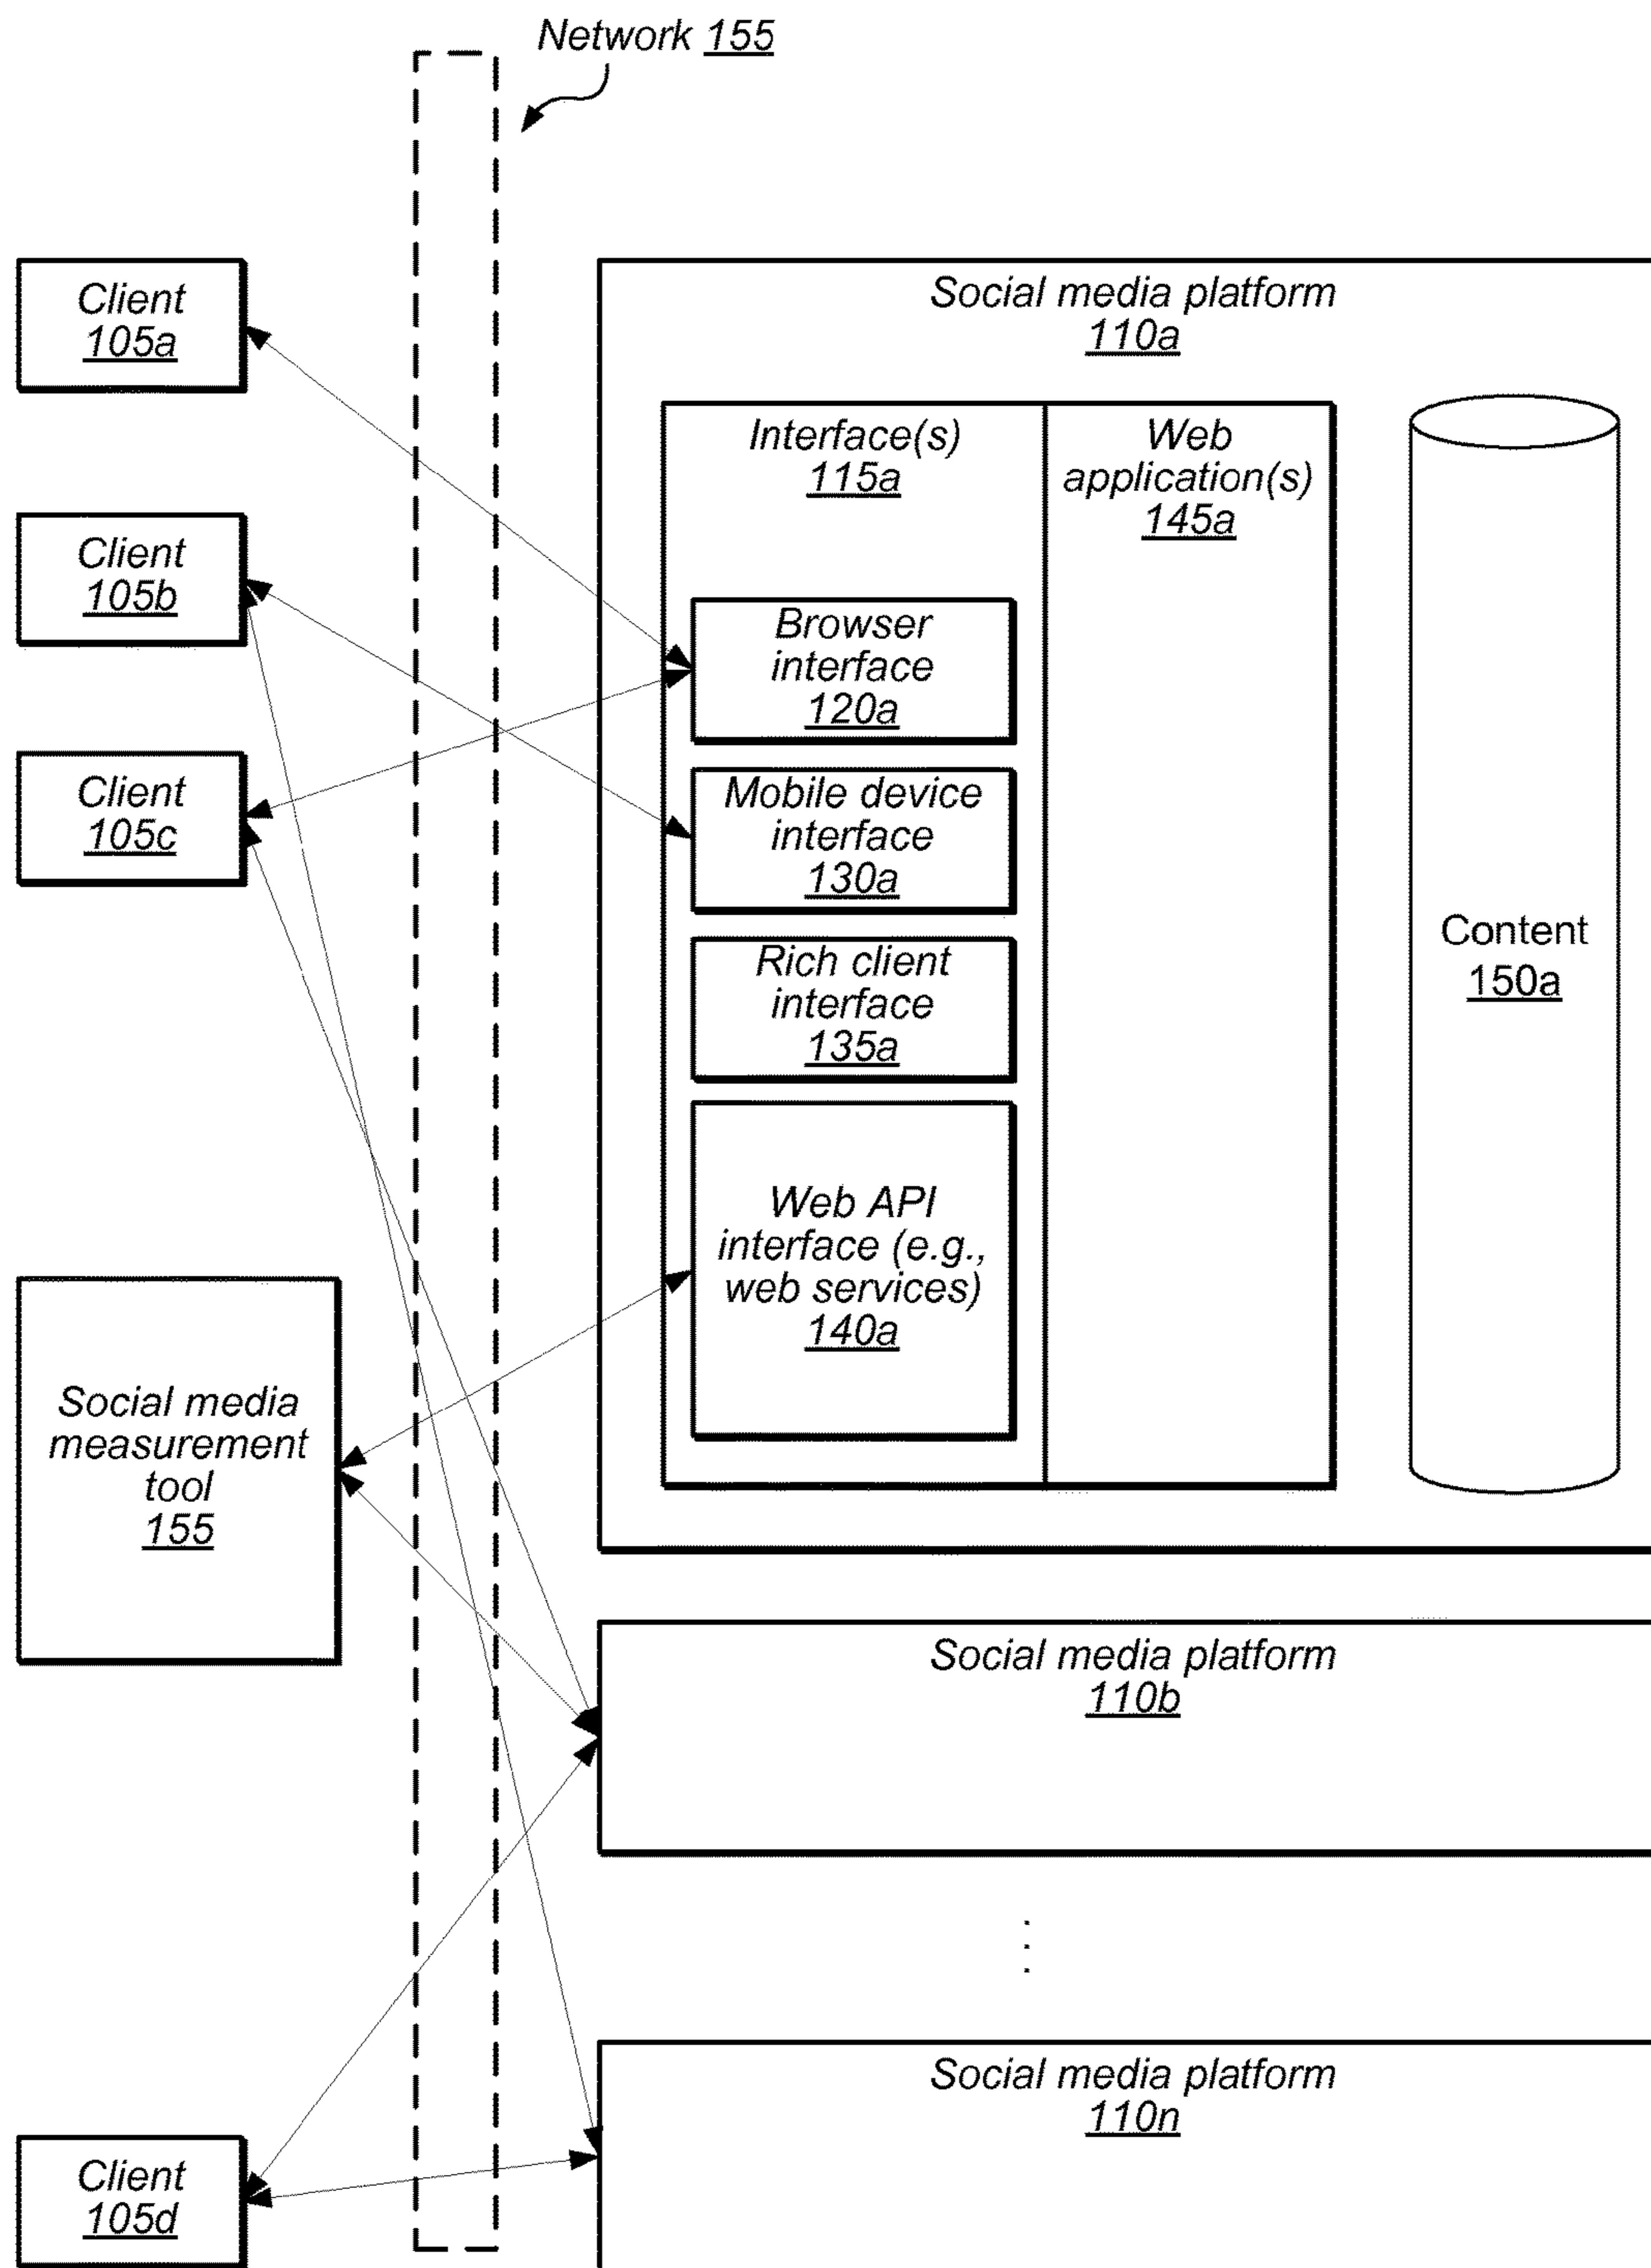 Network 155
Client
105a
Client
105b
Client
105c
Social media
measurement
tool
155
Client
105d
Social media platform
110a
Interface(s)
115a
Web
application(s)
145a
Browser
interface
120a
Mobile device
interface
130a
Rich client
interface
135a
Web API
interface (e.g.,
web services)
140a
Content
150a
Social media platform
110b
Social media platform
110n